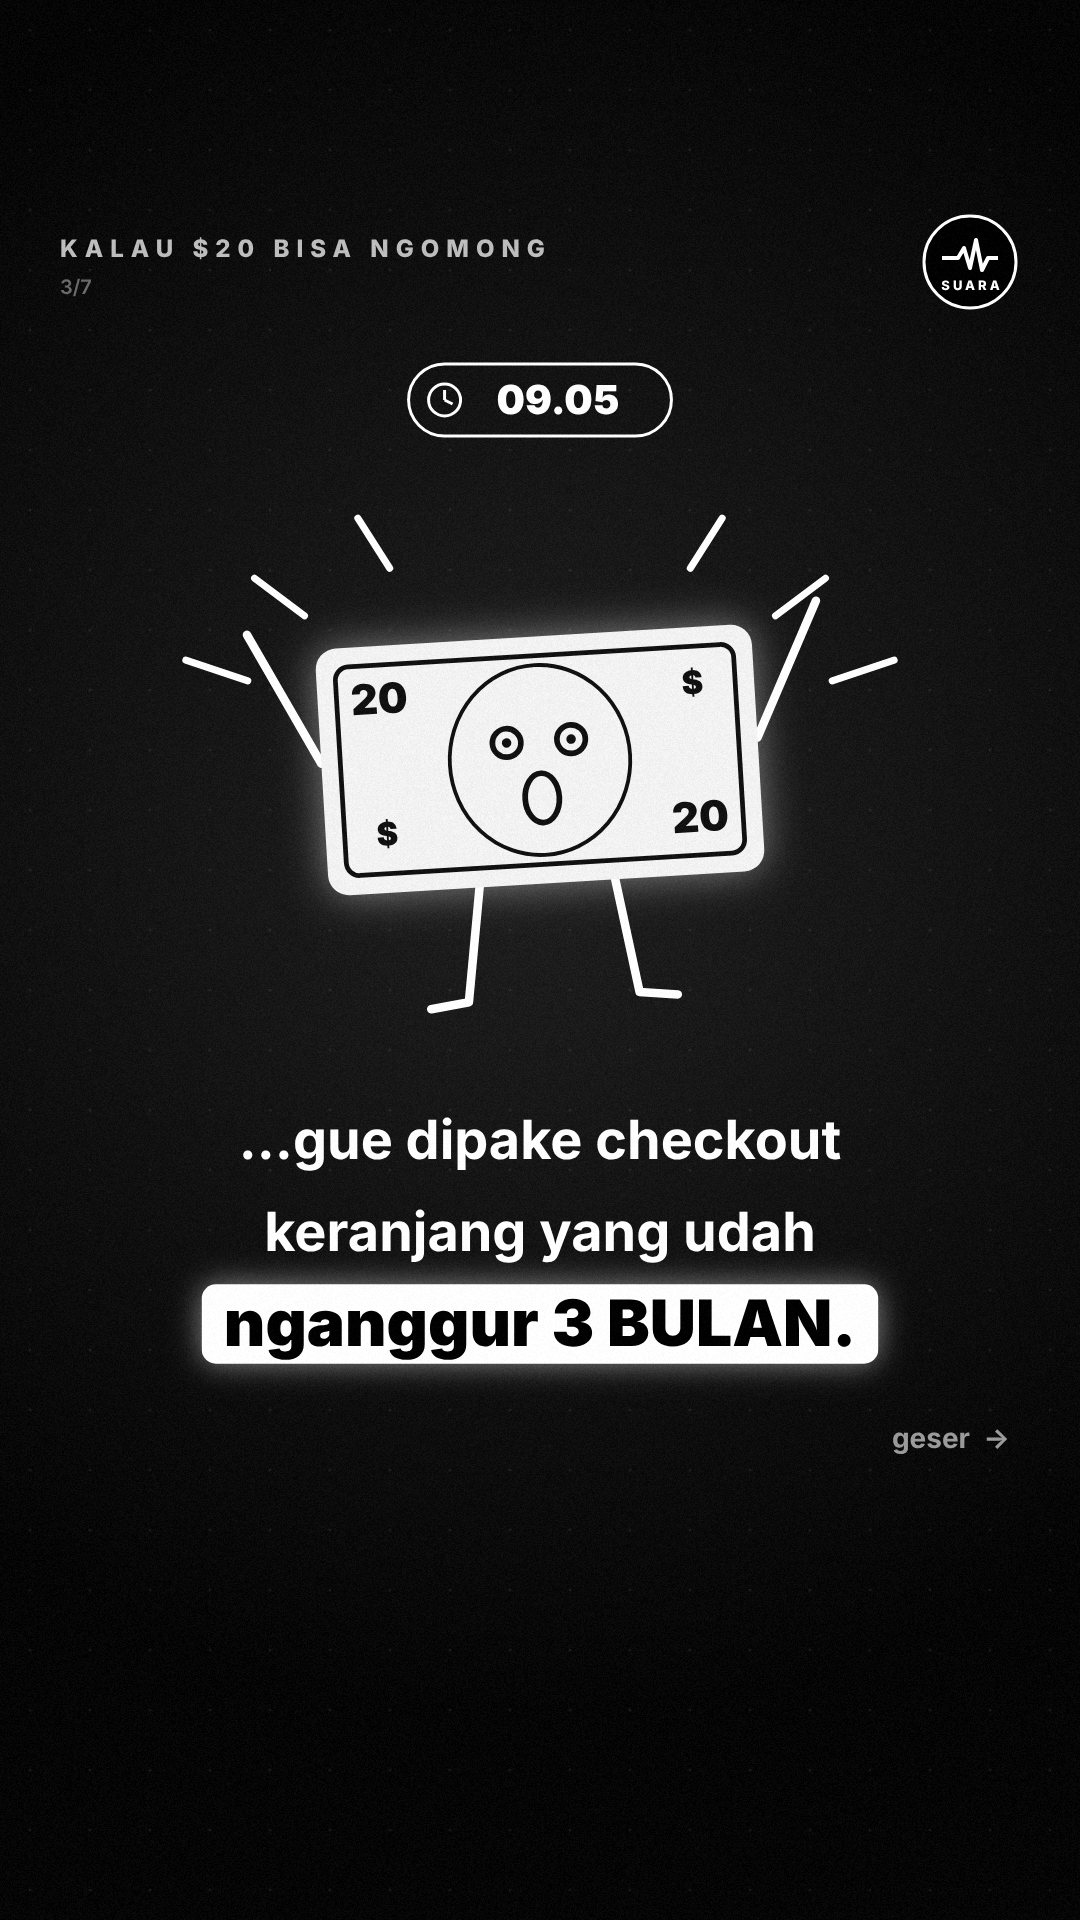 KALAU $20 BISA NGOMONG
3/7
SUARA
09.05
20
$
$
20
...gue dipake checkout
keranjang yang udah
nganggur 3 BULAN.
geser →